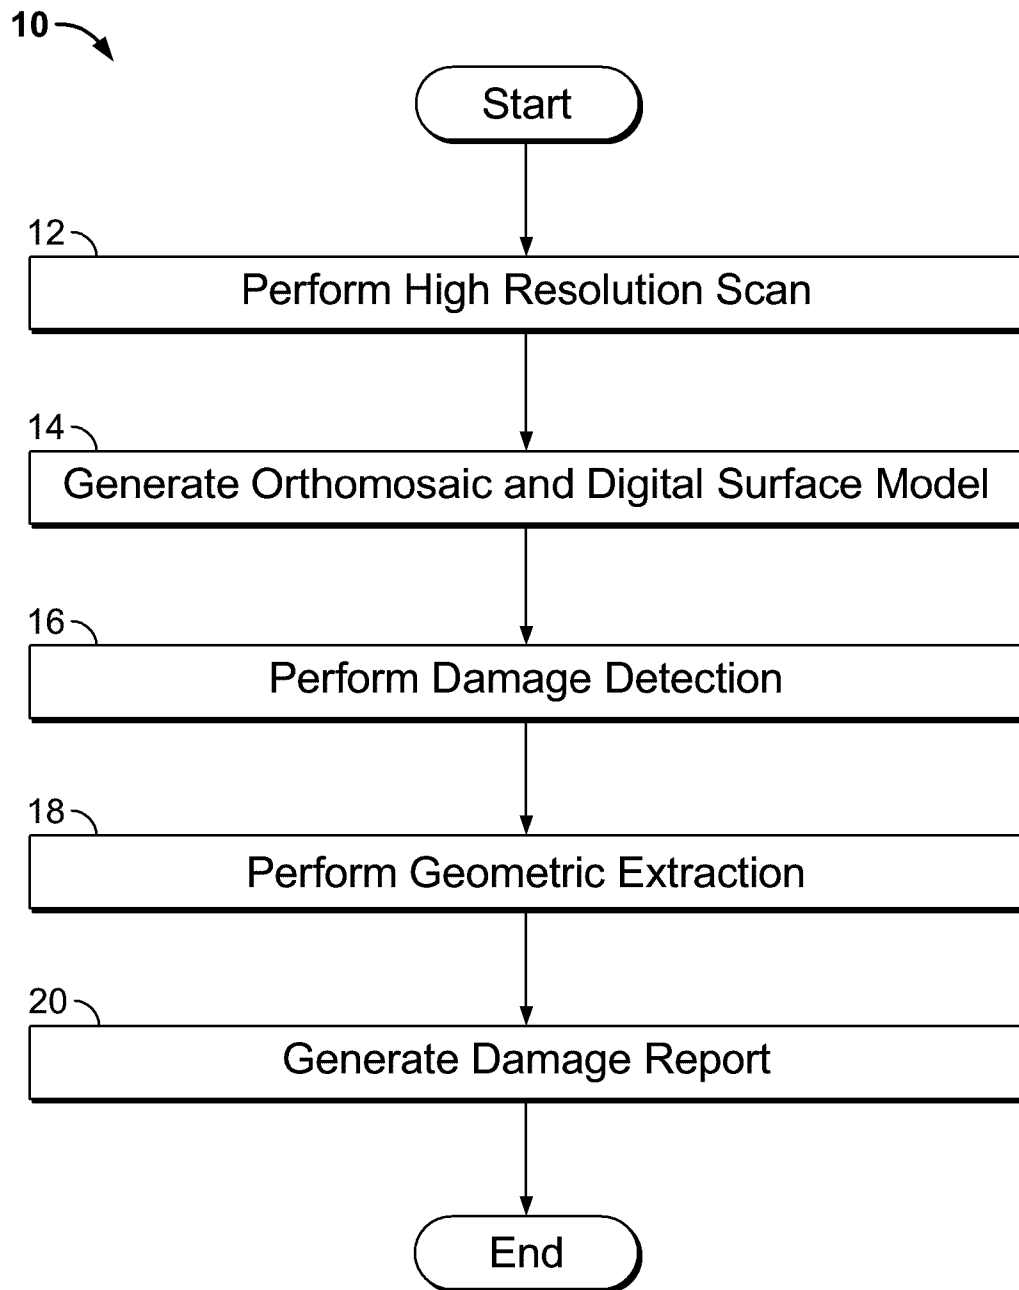 10
Start
12
Perform High Resolution Scan
14
Generate Orthomosaic and Digital Surface Model
16
Perform Damage Detection
18
Perform Geometric Extraction
20
Generate Damage Report
End